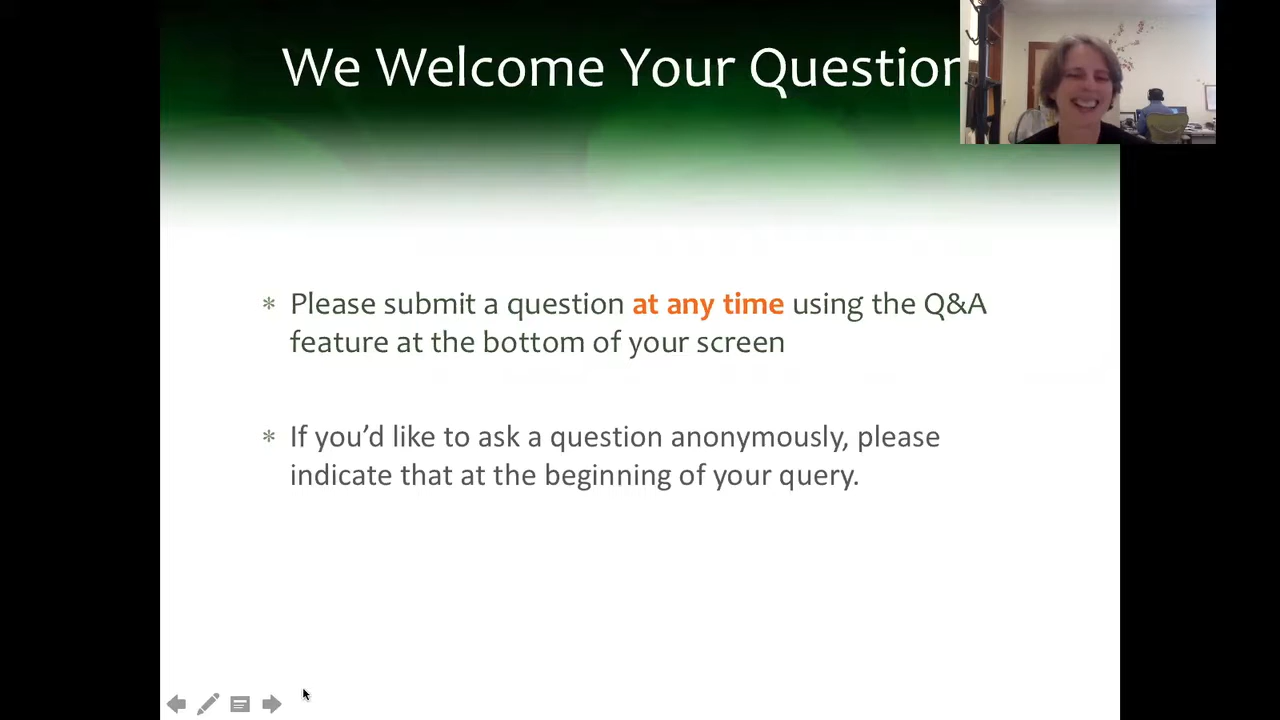 We Welcome Your Question
* Please submit a question at any time using the Q&A
feature at the bottom of your screen
* If you’d like to ask a question anonymously, please
indicate that at the beginning of your query.